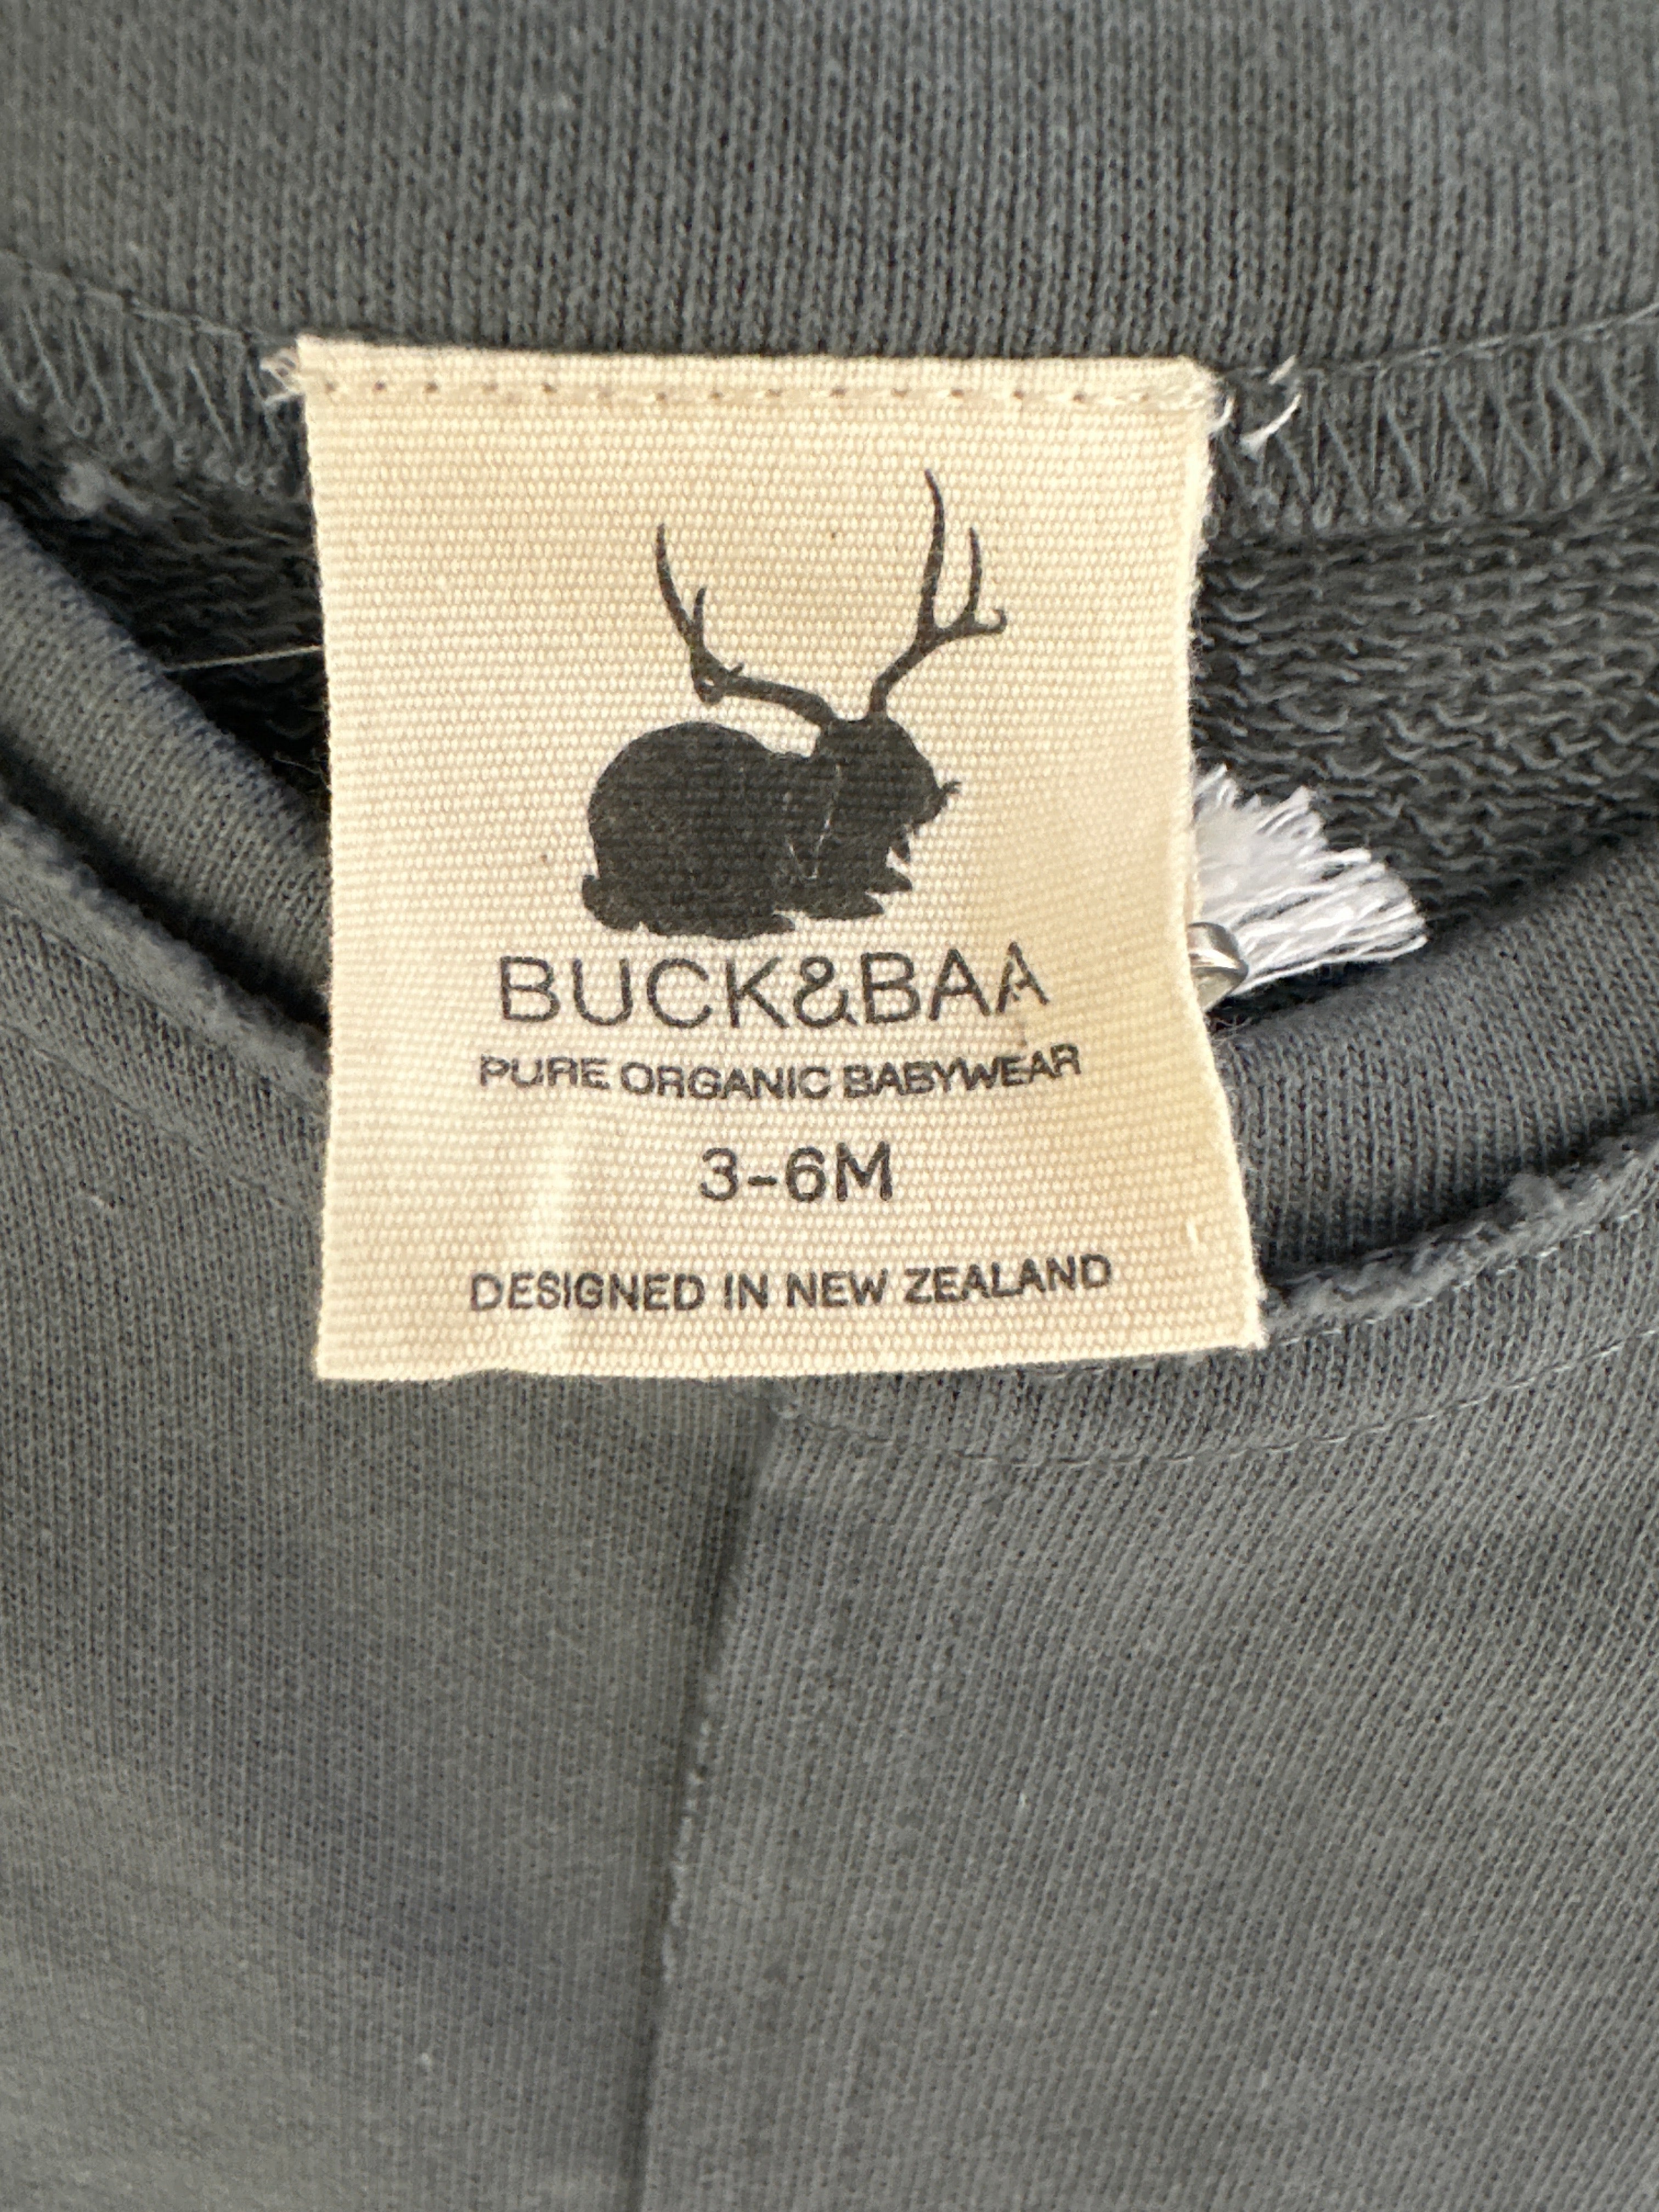 BUCK&BAA
PURE ORGANIC BABYWEAR
3-6M
DESIGNED IN NEW ZEALAND